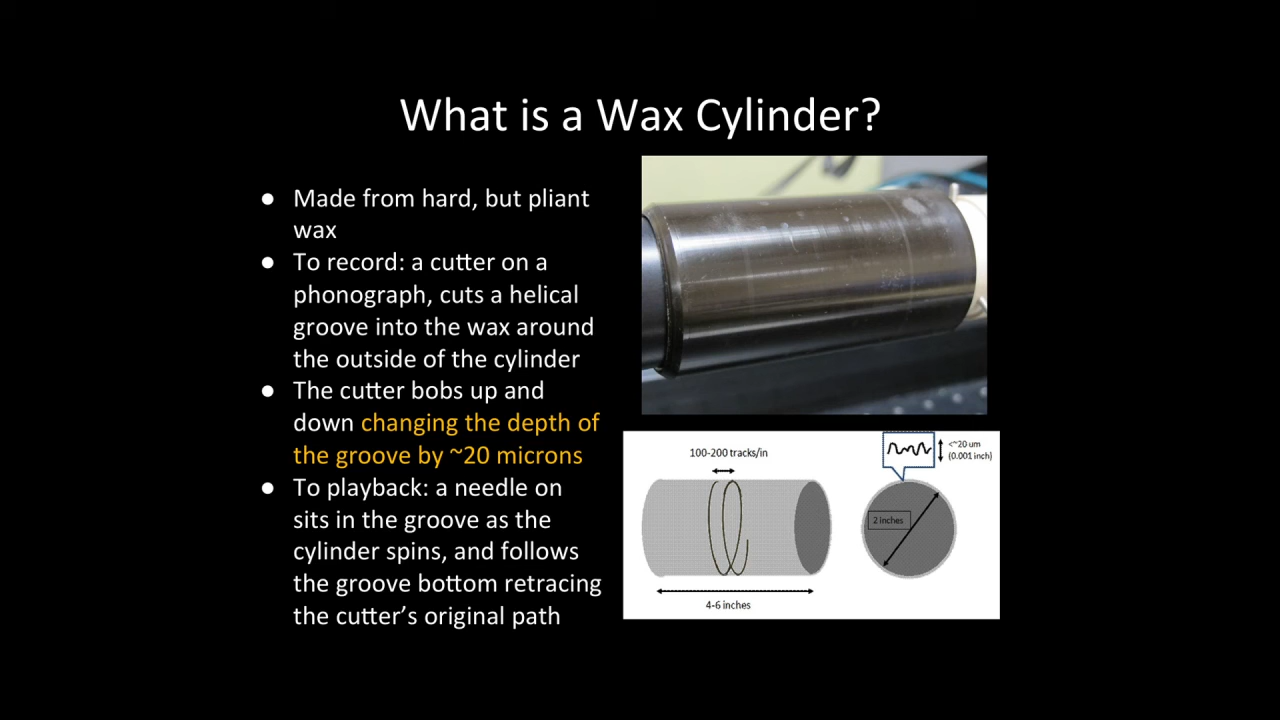 What is a Wax Cylinder?
● Made from hard, but pliant
wax
● To record: a cutter on a
phonograph, cuts a helical
groove into the wax around
the outside of the cylinder
● The cutter bobs up and
down changing the depth of
the groove by ~20 microns
● To playback: a needle on
sits in the groove as the
cylinder spins, and follows
the groove bottom retracing
the cutter’s original path
100-200 tracks/in
4-6 inches
<~20 um
(0.001 inch)
2 inches